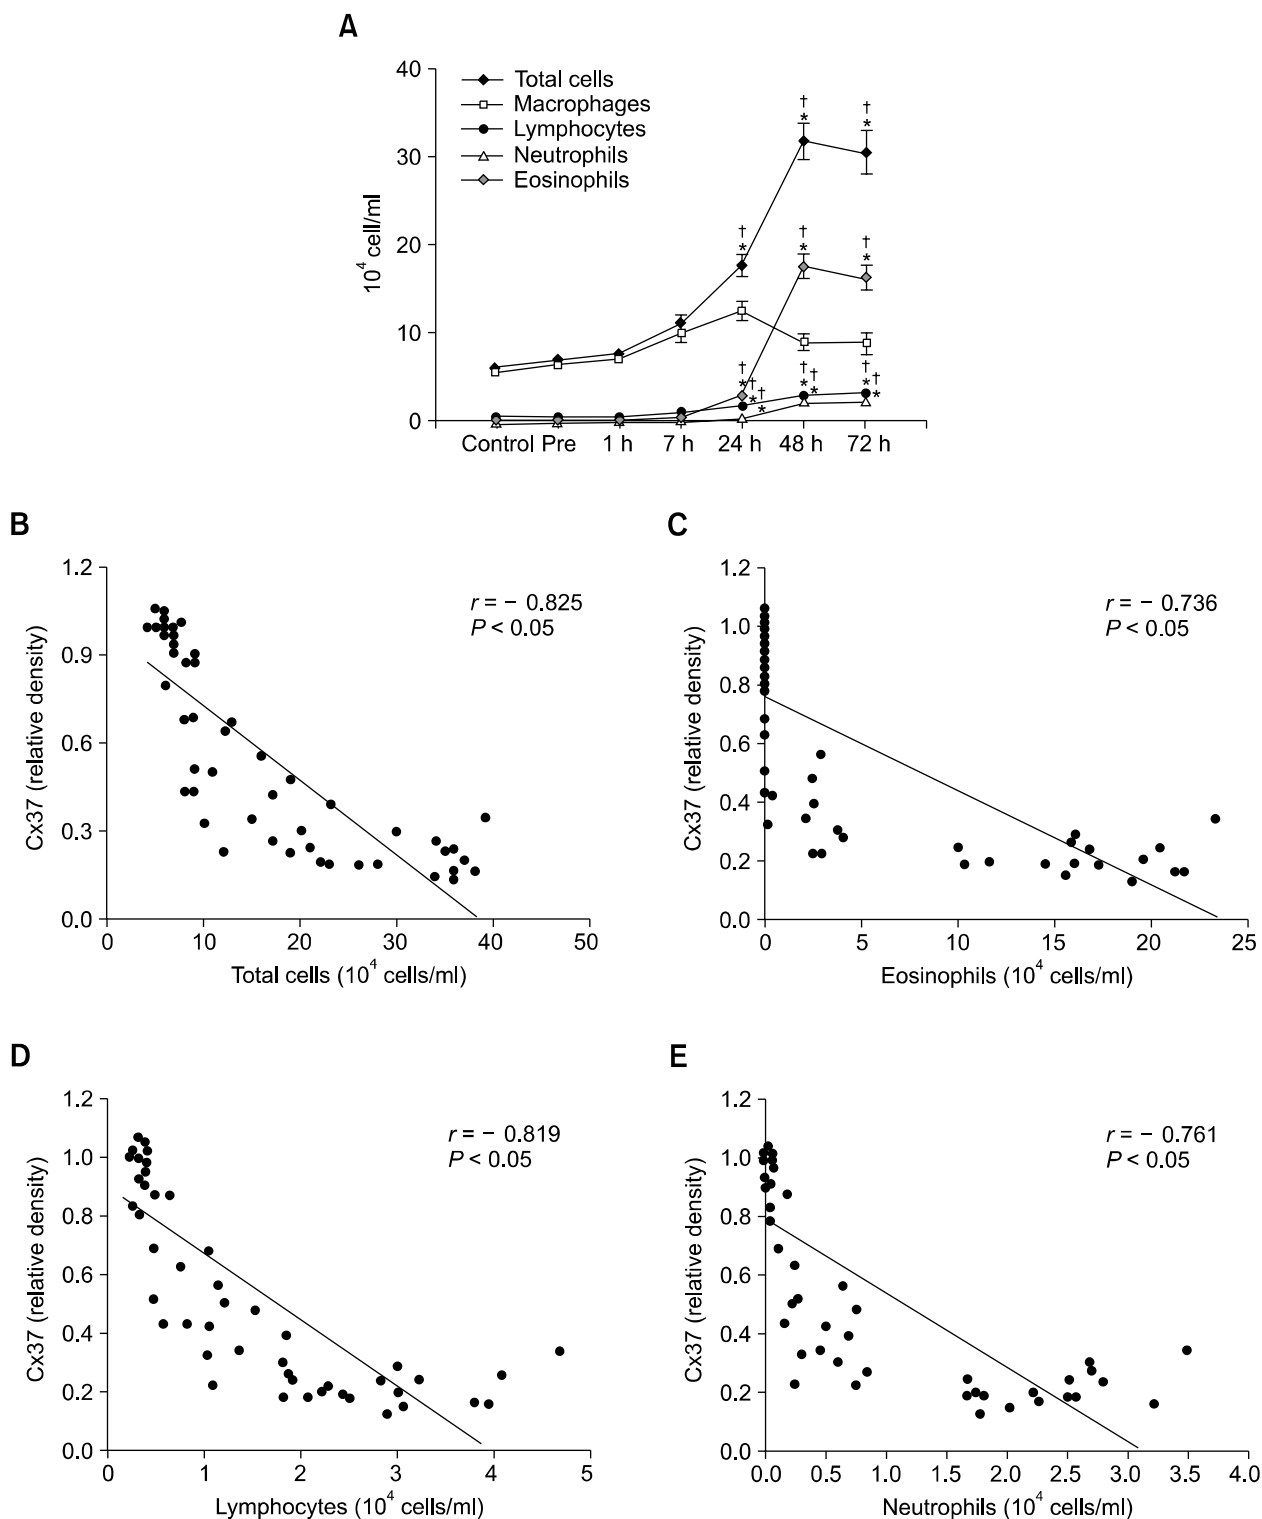 A
40
30
20
10
0
10⁴ cell/ml
Total cells
Macrophages
Lymphocytes
Neutrophils
Eosinophils
† * † * † *
† * † * † *
† * † * † * † * † * † * † *
Control Pre 1 h 7 h 24 h 48 h 72 h
B
1.2
0.9
0.6
0.3
0.0
Cx37 (relative density)
r = − 0.825
P < 0.05
0 10 20 30 40 50
Total cells (10⁴ cells/ml)
C
1.2
1.0
0.8
0.6
0.4
0.2
0.0
Cx37 (relative density)
r = − 0.736
P < 0.05
0 5 10 15 20 25
Eosinophils (10⁴ cells/ml)
D
1.2
1.0
0.8
0.6
0.4
0.2
0.0
Cx37 (relative density)
r = − 0.819
P < 0.05
0 1 2 3 4 5
Lymphocytes (10⁴ cells/ml)
E
1.2
1.0
0.8
0.6
0.4
0.2
0.0
Cx37 (relative density)
r = − 0.761
P < 0.05
0.0 0.5 1.0 1.5 2.0 2.5 3.0 3.5 4.0
Neutrophils (10⁴ cells/ml)